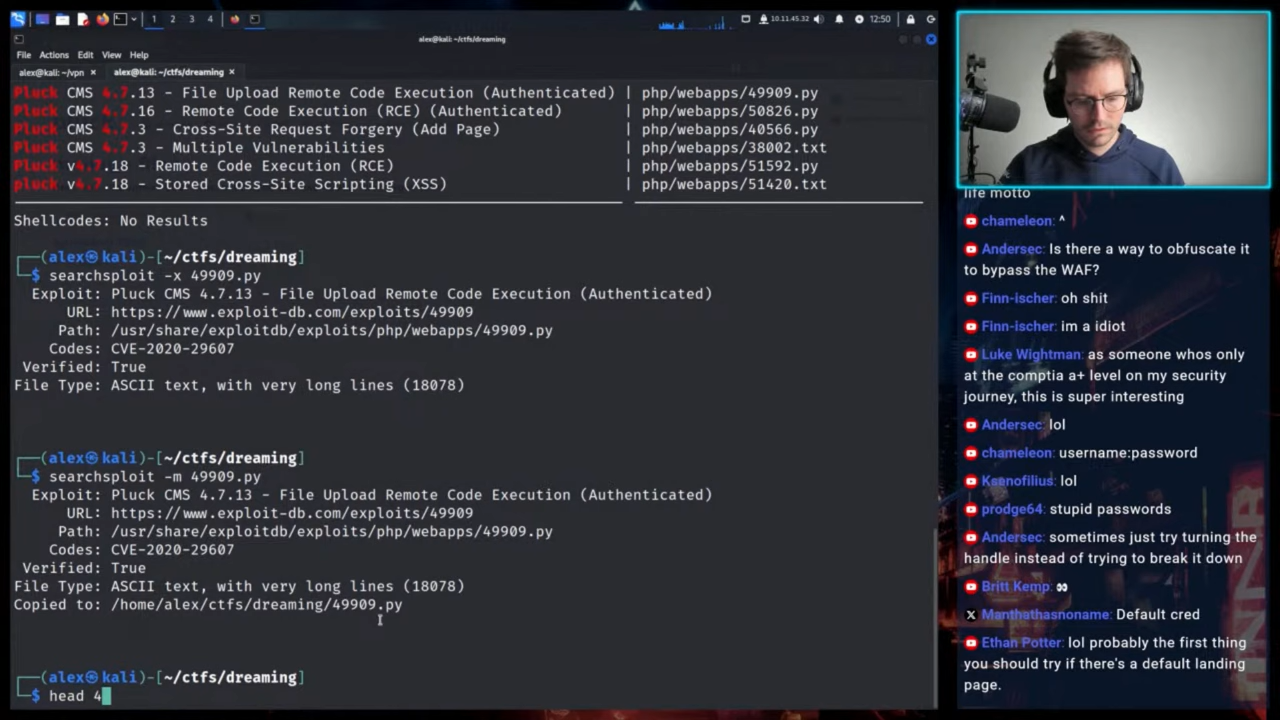 1 2 3 4
10.11.45.32
12:50
alex@kali: ~/ctfs/dreaming
File Actions Edit View Help
alex@kali: ~/vpn ×
alex@kali: ~/ctfs/dreaming ×
Pluck CMS 4.7.13 - File Upload Remote Code Execution (Authenticated) | php/webapps/49909.py
Pluck CMS 4.7.16 - Remote Code Execution (RCE) (Authenticated) | php/webapps/50826.py
Pluck CMS 4.7.3 - Cross-Site Request Forgery (Add Page) | php/webapps/40566.py
Pluck CMS 4.7.3 - Multiple Vulnerabilities | php/webapps/38002.txt
Pluck v4.7.18 - Remote Code Execution (RCE) | php/webapps/51592.py
pluck v4.7.18 - Stored Cross-Site Scripting (XSS) | php/webapps/51420.txt
Shellcodes: No Results
┌──(alex㉿kali)-[~/ctfs/dreaming]
└─$ searchsploit -x 49909.py
Exploit: Pluck CMS 4.7.13 - File Upload Remote Code Execution (Authenticated)
URL: https://www.exploit-db.com/exploits/49909
Path: /usr/share/exploitdb/exploits/php/webapps/49909.py
Codes: CVE-2020-29607
Verified: True
File Type: ASCII text, with very long lines (18078)
┌──(alex㉿kali)-[~/ctfs/dreaming]
└─$ searchsploit -m 49909.py
Exploit: Pluck CMS 4.7.13 - File Upload Remote Code Execution (Authenticated)
URL: https://www.exploit-db.com/exploits/49909
Path: /usr/share/exploitdb/exploits/php/webapps/49909.py
Codes: CVE-2020-29607
Verified: True
File Type: ASCII text, with very long lines (18078)
Copied to: /home/alex/ctfs/dreaming/49909.py
┌──(alex㉿kali)-[~/ctfs/dreaming]
└─$ head 4
life motto
chameleon: ^
Andersec: Is there a way to obfuscate it
to bypass the WAF?
Finn-ischer: oh shit
Finn-ischer: im a idiot
Luke Wightman: as someone whos only
at the comptia a+ level on my security
journey, this is super interesting
Andersec: lol
chameleon: username:password
Ksenofilius: lol
prodge64: stupid passwords
Andersec: sometimes just try turning the
handle instead of trying to break it down
Britt Kemp: 👀
Manthathasnoname: Default cred
Ethan Potter: lol probably the first thing
you should try if there's a default landing
page.